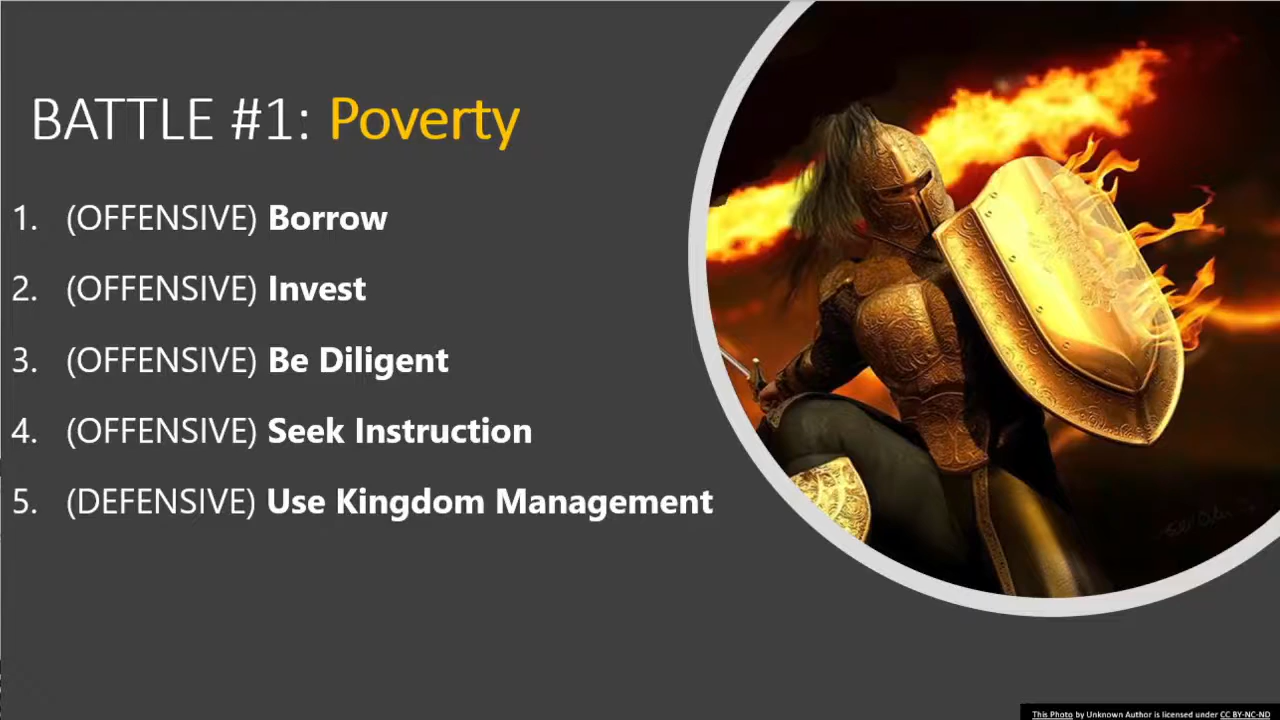 BATTLE #1: Poverty
1. (OFFENSIVE) Borrow
2. (OFFENSIVE) Invest
3. (OFFENSIVE) Be Diligent
4. (OFFENSIVE) Seek Instruction
5. (DEFENSIVE) Use Kingdom Management
This Photo by Unknown Author is licensed under CC BY-NC-ND